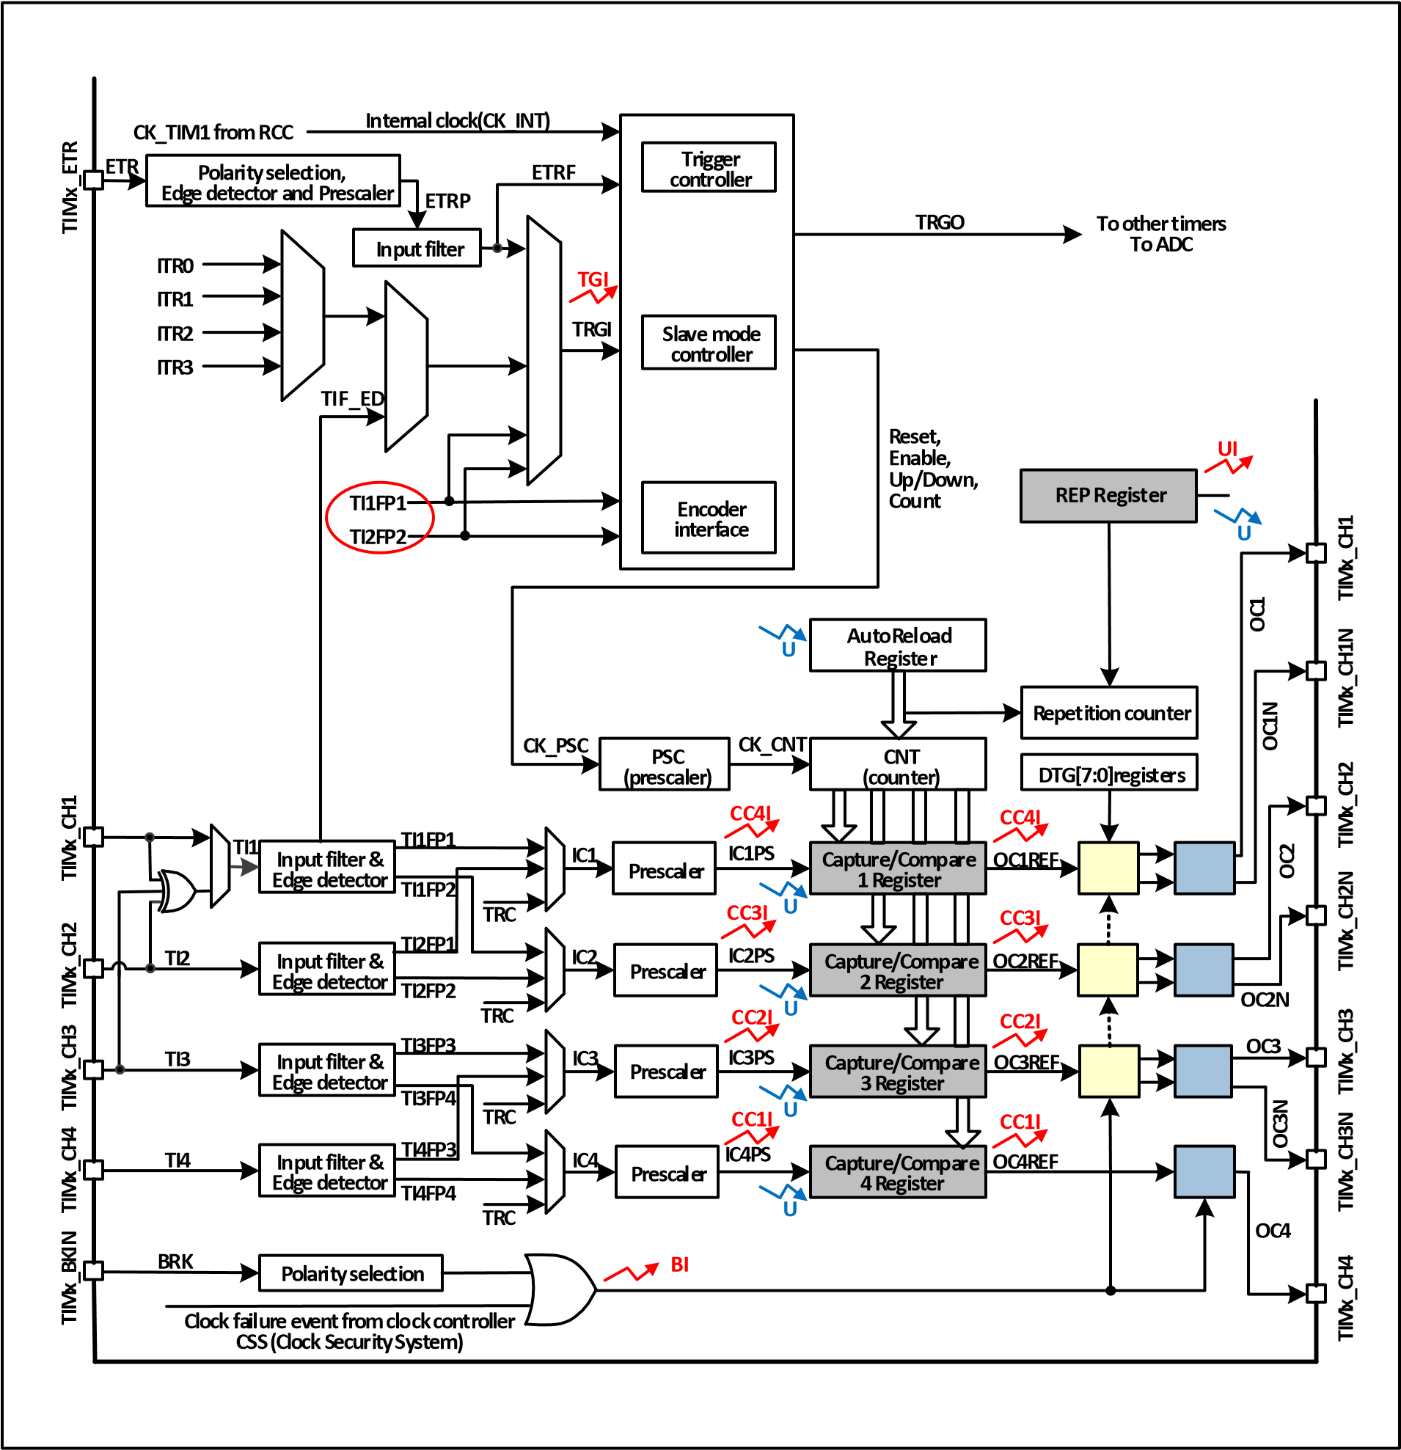 Internal clock(CK_INT)
CK_TIM1 from RCC
TIMx_ETR
ETR
Polarity selection,
Edge detector and Prescaler
ETRP
ETRF
Input filter
Trigger
controller
TRGO
To other timers
To ADC
ITR0
ITR1
ITR2
ITR3
TGI
TRGI
Slave mode
controller
TIF_ED
Reset,
Enable,
Up/Down,
Count
TI1FP1
TI2FP2
Encoder
interface
UI
REP Register
U
TIMx_CH1
OC1
U
AutoReload
Register
TIMx_CH1N
OC1N
Repetition counter
CK_PSC
PSC
(prescaler)
CK_CNT
CNT
(counter)
DTG[7:0]registers
TIMx_CH2
OC2
TIMx_CH1
TI1
Input filter &
Edge detector
TI1FP1
TI1FP2
TRC
IC1
Prescaler
CC4I
IC1PS
U
Capture/Compare
1 Register
CC4I
OC1REF
TIMx_CH2N
OC2N
TIMx_CH2
TI2
Input filter &
Edge detector
TI2FP1
TI2FP2
TRC
IC2
Prescaler
CC3I
IC2PS
U
Capture/Compare
2 Register
CC3I
OC2REF
TIMx_CH3
OC3
TIMx_CH3
TI3
Input filter &
Edge detector
TI3FP3
TI3FP4
TRC
IC3
Prescaler
CC2I
IC3PS
U
Capture/Compare
3 Register
CC2I
OC3REF
TIMx_CH3N
OC3N
TIMx_CH4
TI4
Input filter &
Edge detector
TI4FP3
TI4FP4
TRC
IC4
Prescaler
CC1I
IC4PS
U
Capture/Compare
4 Register
CC1I
OC4REF
OC4
TIMx_CH4
TIMx_BKIN
BRK
Polarity selection
BI
Clock failure event from clock controller
CSS (Clock Security System)